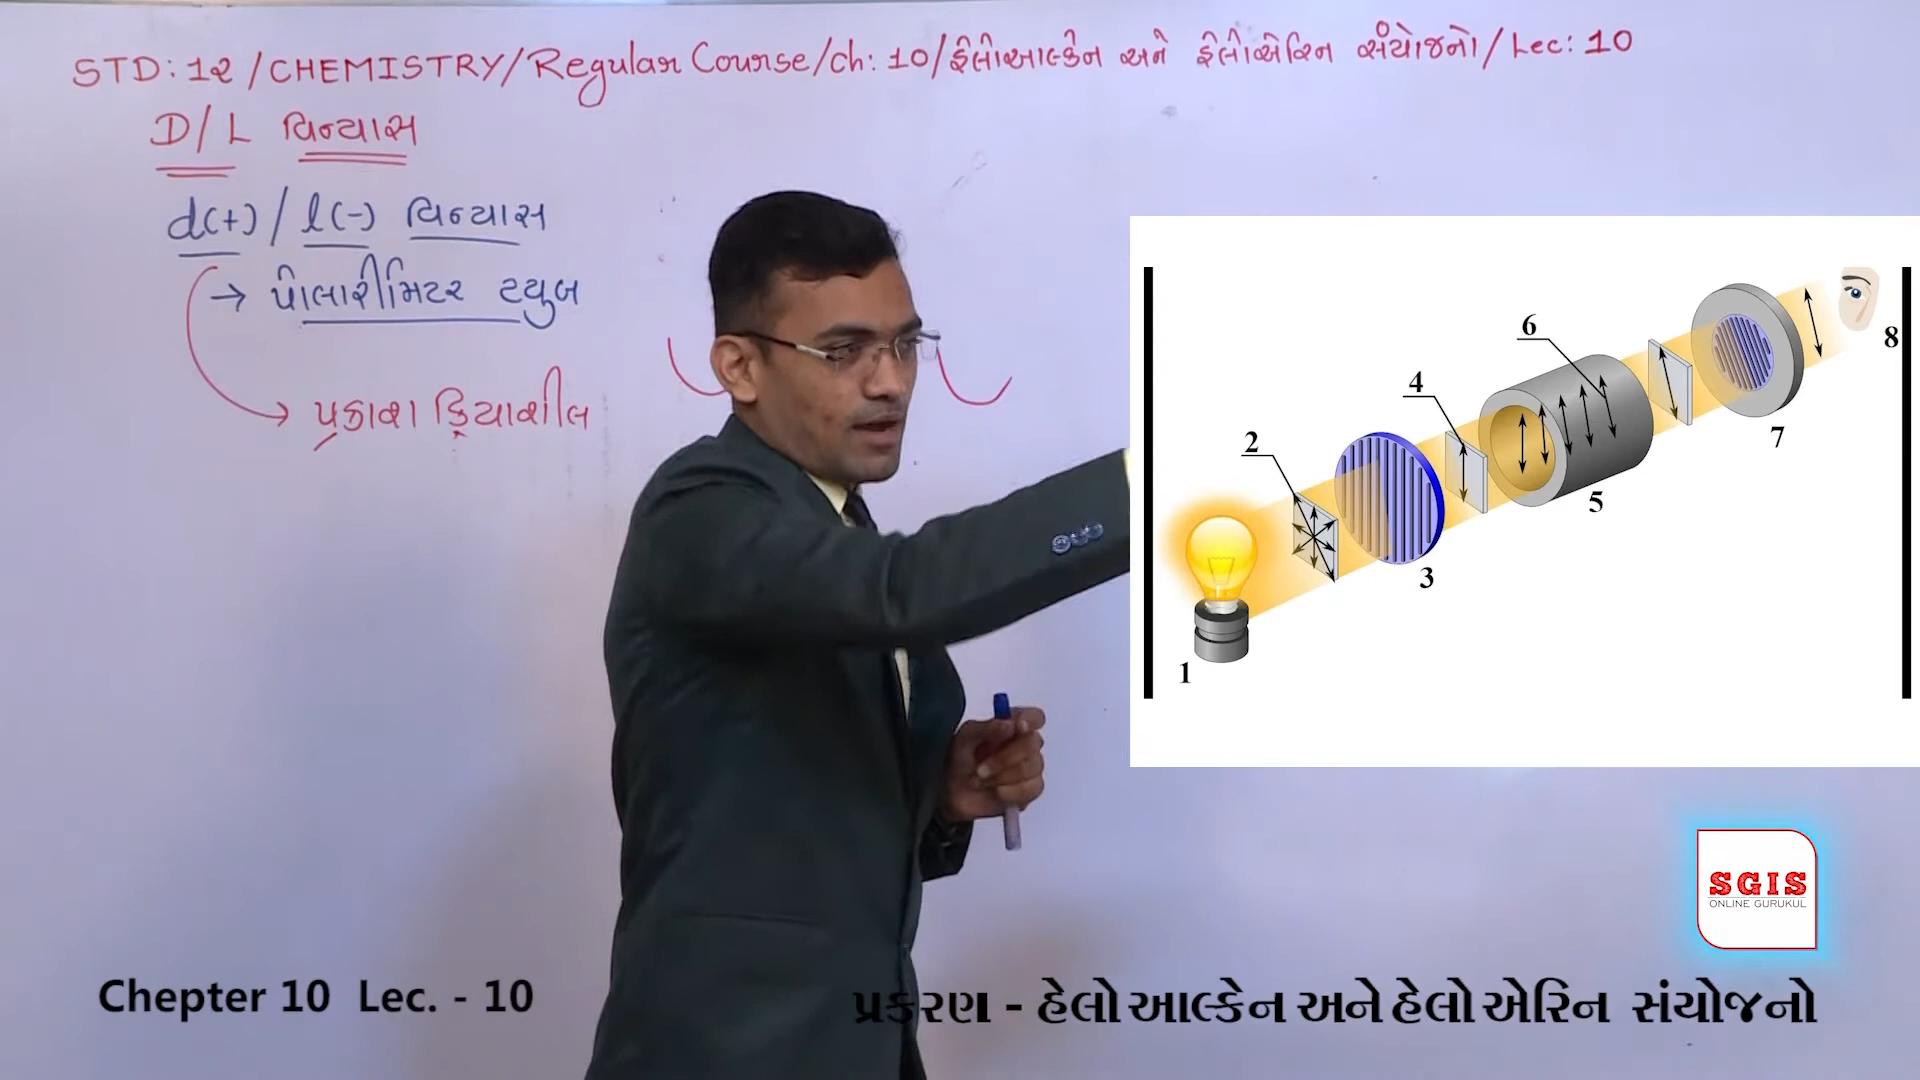 STD: 12 / CHEMISTRY / Regular Course / ch: 10 / હેલોઆલ્કેન અને હેલોએરિન સંયોજનો / Lec: 10
D/L વિન્યાસ
d(+) / l(-) વિન્યાસ
→ પોલારીમિટર ટ્યુબ
→ પ્રકાશ ક્રિયાશીલ
1
2
3
4
5
6
7
8
SGIS
ONLINE GURUKUL
Chepter 10 Lec. - 10
પ્રકરણ - હેલોઆલ્કેન અને હેલોએરિન સંયોજનો